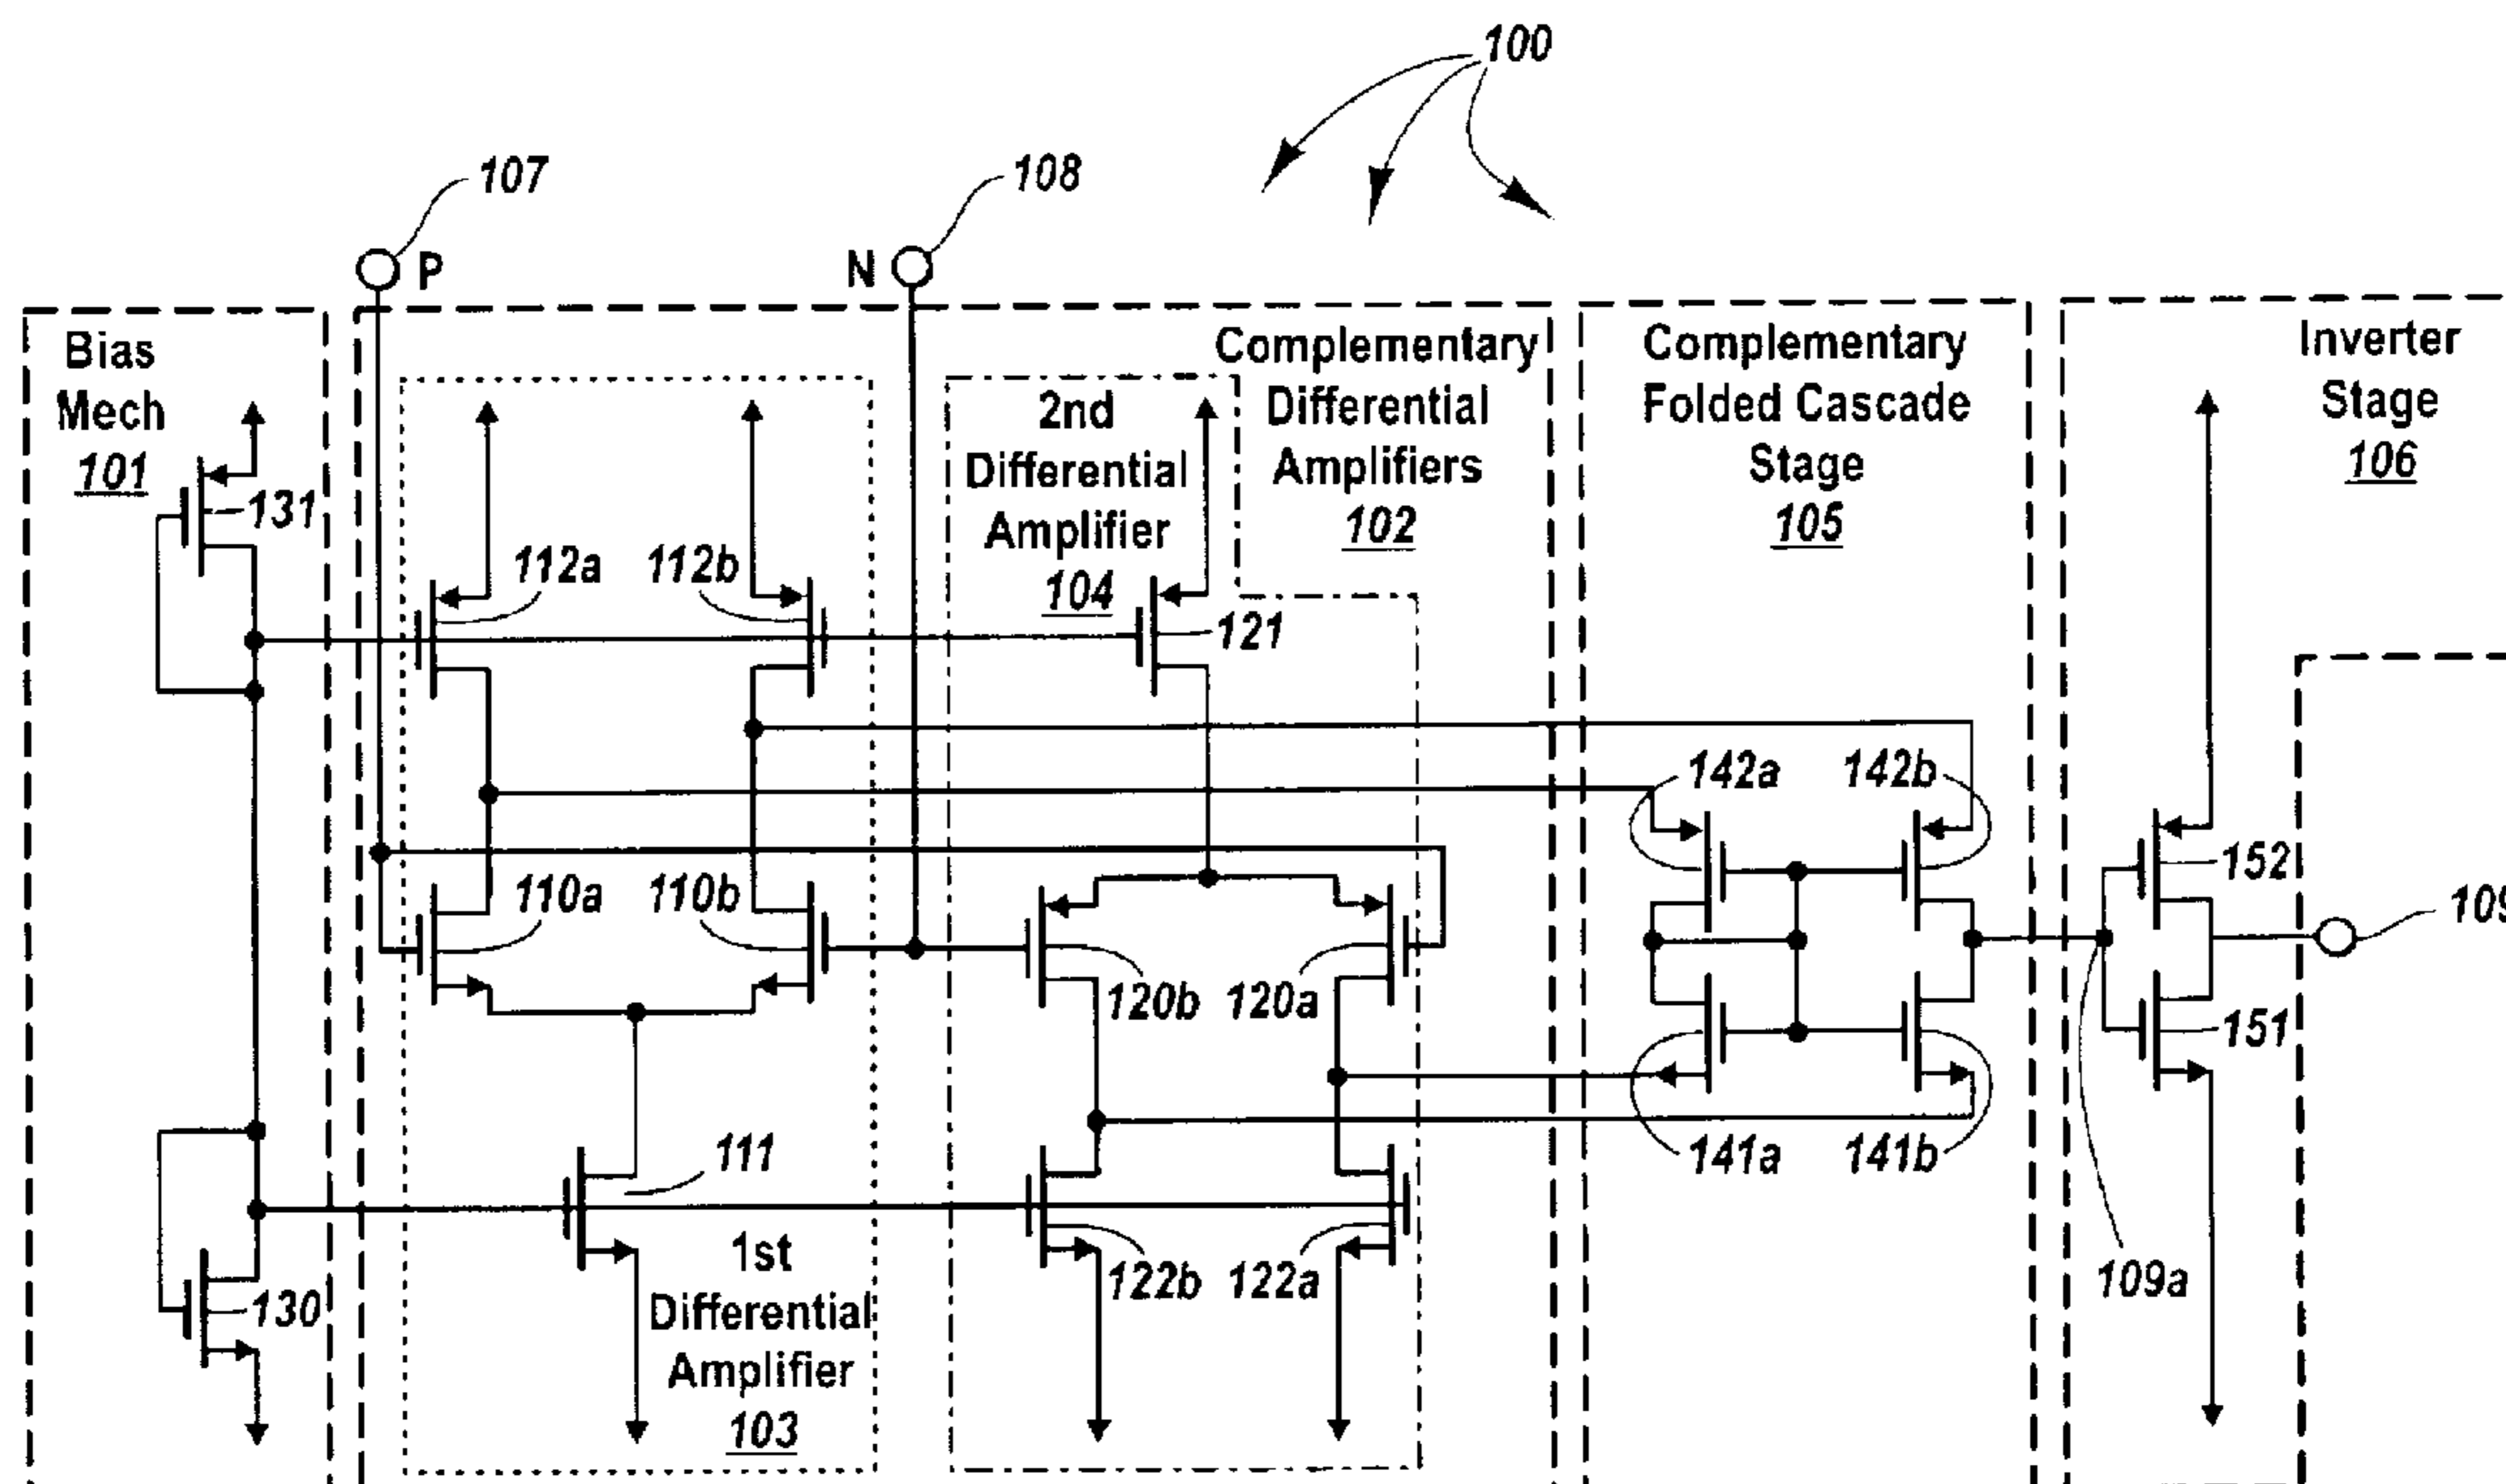 100
107
108
P
N
Bias
Mech
101
Complementary
Differential
Amplifiers
102
2nd
Differential
Amplifier
104
Complementary
Folded Cascade
Stage
105
Inverter
Stage
106
131
112a
112b
121
142a
142b
152
110a
110b
120b
120a
109
151
111
141a
141b
1st
Differential
Amplifier
103
122b
122a
109a
130